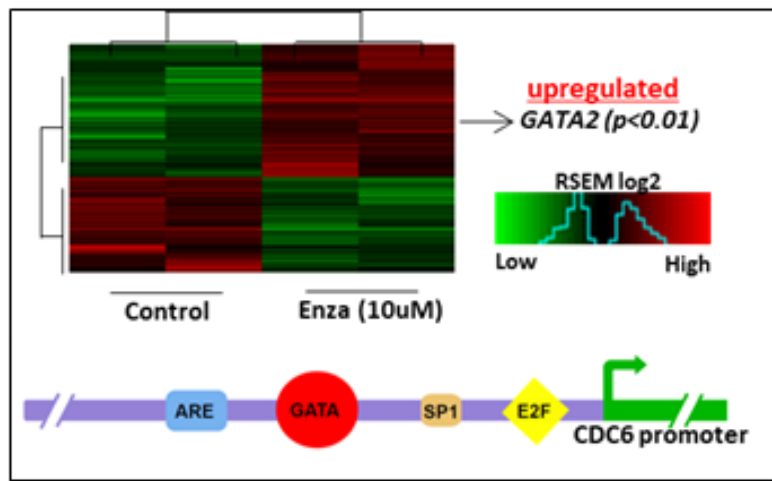 upregulated
GATA2 (p<0.01)
RSEM log2
Low
High
Control
Enza (10uM)
ARE
GATA
SP1
E2F
CDC6 promoter